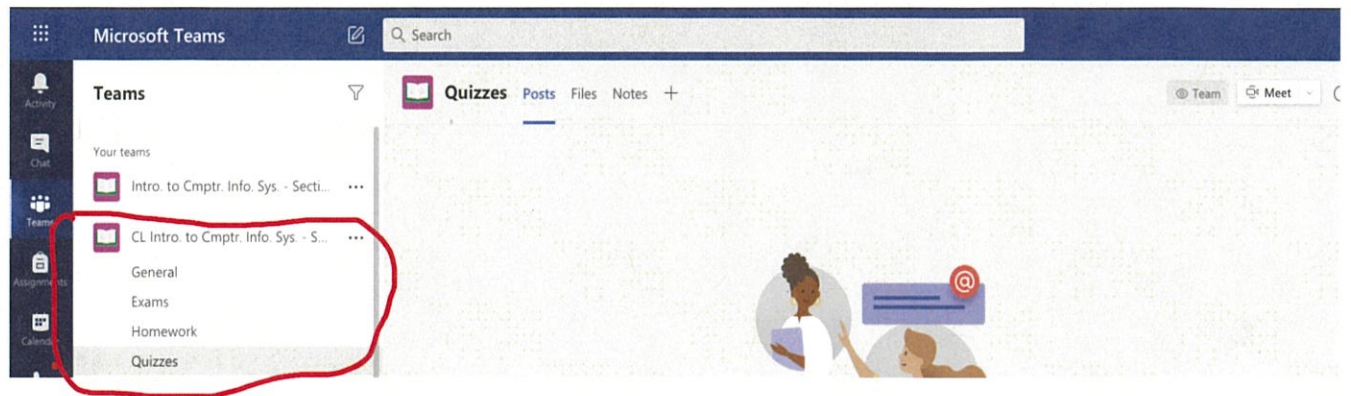 Microsoft Teams
Search
Activity
Chat
Teams
Assignments
Calendar
Teams
Your teams
Intro. to Cmptr. Info. Sys. - Secti...
CL Intro. to Cmptr. Info. Sys. - S...
General
Exams
Homework
Quizzes
Quizzes Posts Files Notes +
Team Meet
@